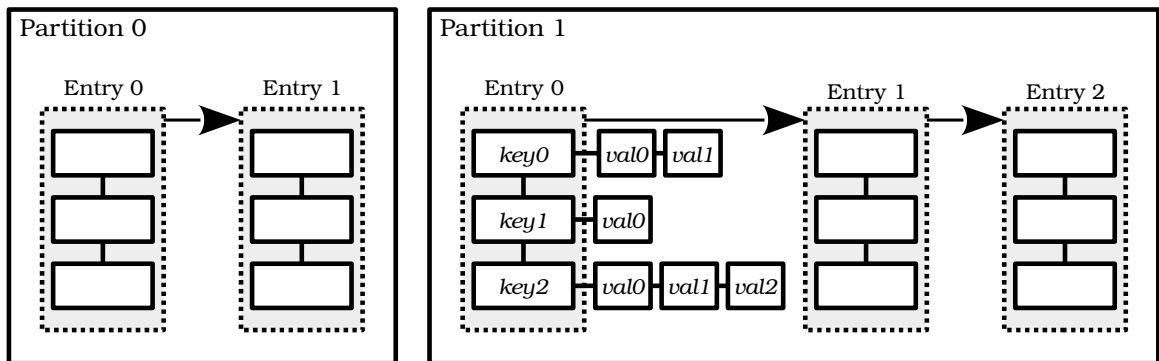 Partition 0
Entry 0
Entry 1
Partition 1
Entry 0
Entry 1
Entry 2
key0 val0 val1
key1 val0
key2 val0 val1 val2